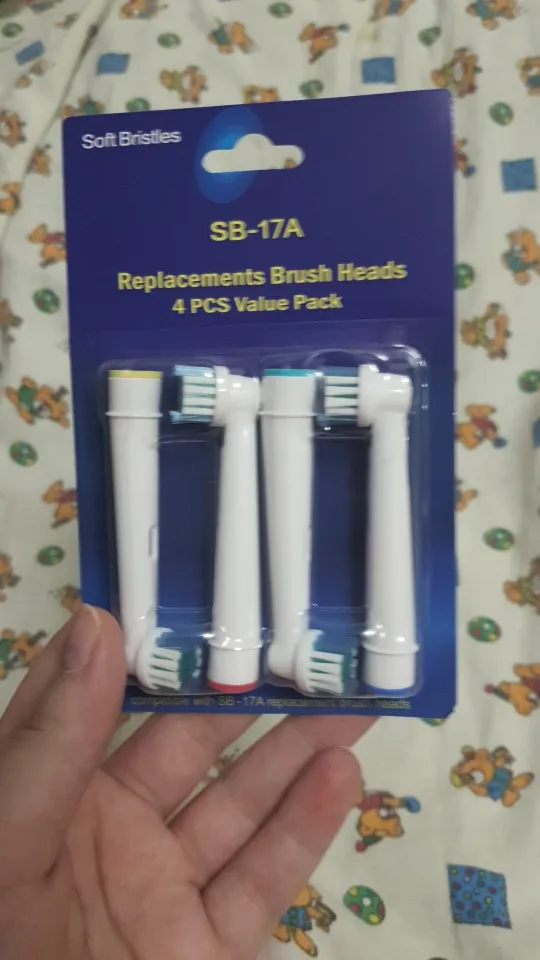 Soft Bristles
SB-17A
Replacements Brush Heads
4 PCS Value Pack
compatible with SB-17A replacement brush heads